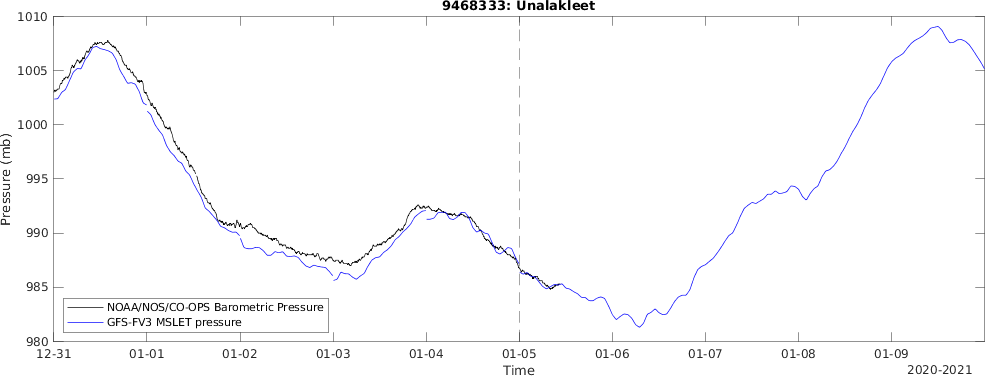 9468333: Unalakleet
1010
1005
1000
995
990
985
980
Pressure (mb)
NOAA/NOS/CO-OPS Barometric Pressure
GFS-FV3 MSLET pressure
12-31 01-01 01-02 01-03 01-04 01-05 01-06 01-07 01-08 01-09
Time
2020-2021